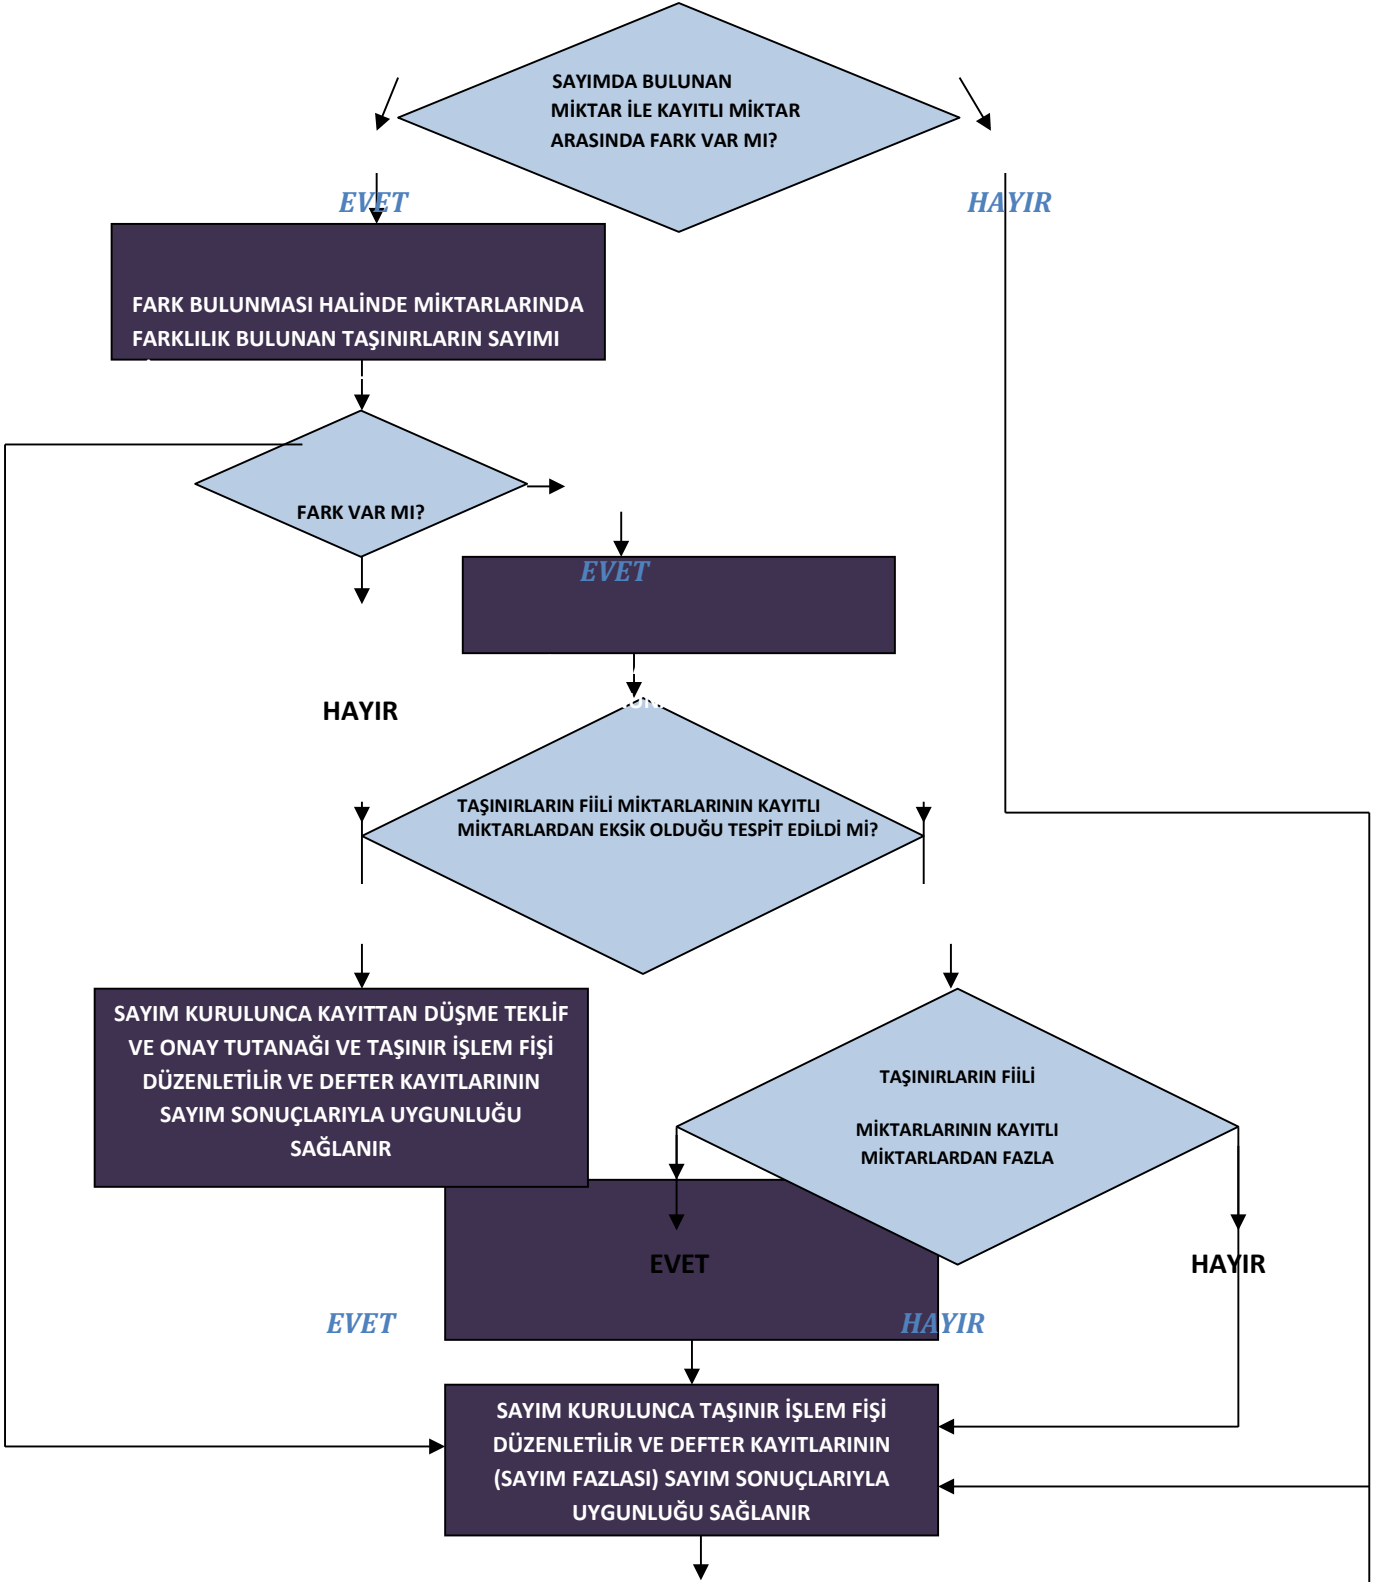 SAYIMDA BULUNAN
MİKTAR İLE KAYITLI MİKTAR
ARASINDA FARK VAR MI?
EVET
HAYIR
FARK BULUNMASI HALİNDE MİKTARLARINDA
FARKLILIK BULUNAN TAŞINIRLARIN SAYIMI
FARK VAR MI?
EVET
HAYIR
TAŞINIRLARIN FİİLİ MİKTARLARININ KAYITLI
MİKTARLARDAN EKSİK OLDUĞU TESPİT EDİLDİ Mİ?
SAYIM KURULUNCA KAYITTAN DÜŞME TEKLİF
VE ONAY TUTANAĞI VE TAŞINIR İŞLEM FİŞİ
DÜZENLETİLİR VE DEFTER KAYITLARININ
SAYIM SONUÇLARIYLA UYGUNLUĞU
SAĞLANIR
TAŞINIRLARIN FİİLİ
MİKTARLARININ KAYITLI
MİKTARLARDAN FAZLA
EVET
HAYIR
EVET
HAYIR
SAYIM KURULUNCA TAŞINIR İŞLEM FİŞİ
DÜZENLETİLİR VE DEFTER KAYITLARININ
(SAYIM FAZLASI) SAYIM SONUÇLARIYLA
UYGUNLUĞU SAĞLANIR